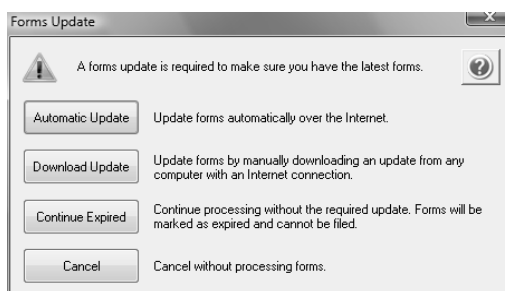 Forms Update
A forms update is required to make sure you have the latest forms.
Automatic Update
Update forms automatically over the Internet.
Download Update
Update forms by manually downloading an update from any
computer with an Internet connection.
Continue Expired
Continue processing without the required update. Forms will be
marked as expired and cannot be filed.
Cancel
Cancel without processing forms.